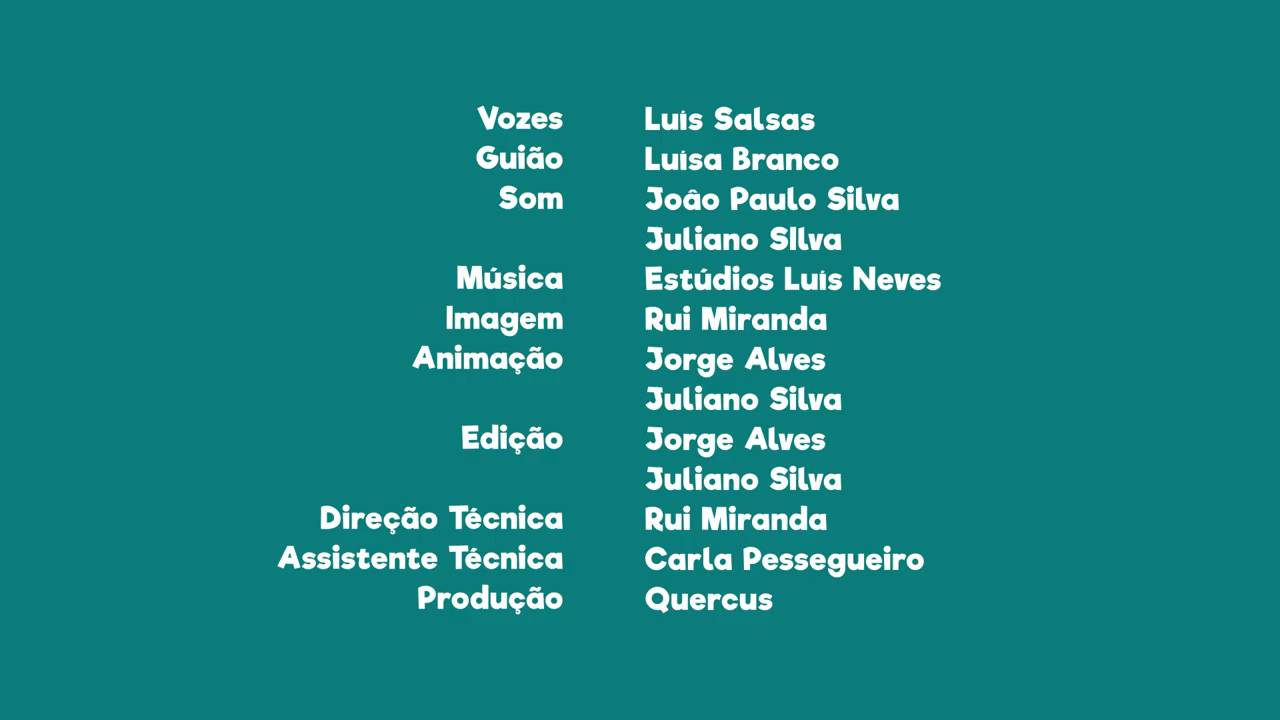 Vozes Luís Salsas
Guião Luísa Branco
Som Joâo Paulo Silva
Juliano SIlva
Música Estúdios Luís Neves
Imagem Rui Miranda
Animação Jorge Alves
Juliano Silva
Edição Jorge Alves
Juliano Silva
Direção Técnica Rui Miranda
Assistente Técnica Carla Pessegueiro
Produção Quercus